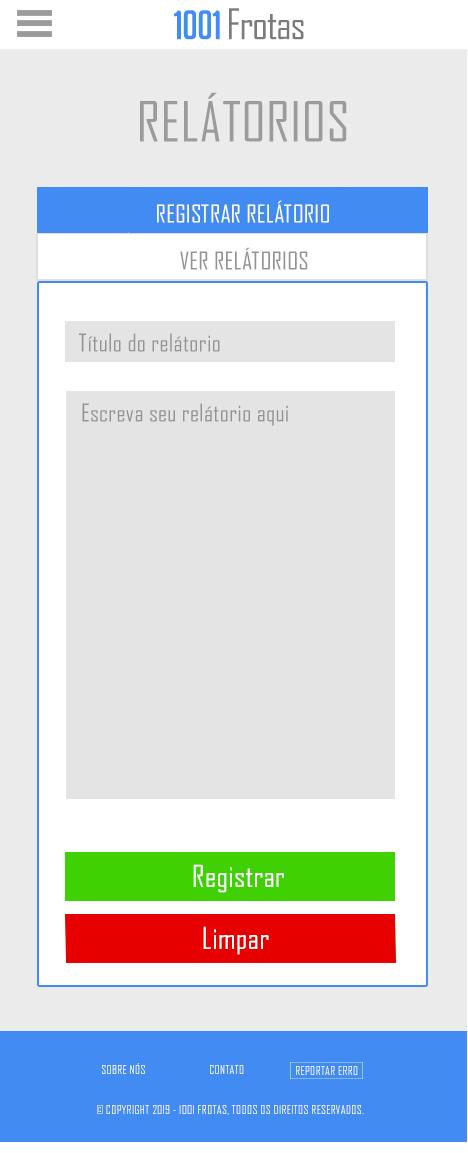 1001 Frotas
RELÁTORIOS
REGISTRAR RELÁTORIO
VER RELÁTORIOS
Título do relátorio
Escreva seu relátorio aqui
Registrar
Limpar
SOBRE NÓS CONTATO REPORTAR ERRO
© COPYRIGHT 2019 - 1001 FROTAS, TODOS OS DIREITOS RESERVADOS.